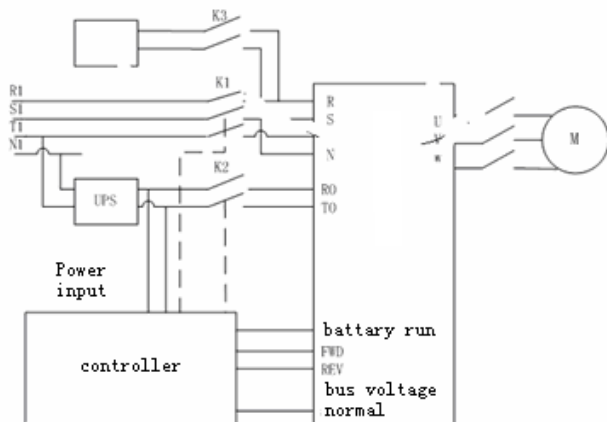 K3
R1
K1
S1
T1
N1
R
S
N
U
V
w
M
K2
UPS
RO
TO
Power
input
controller
battary run
FWD
REV
bus voltage
normal